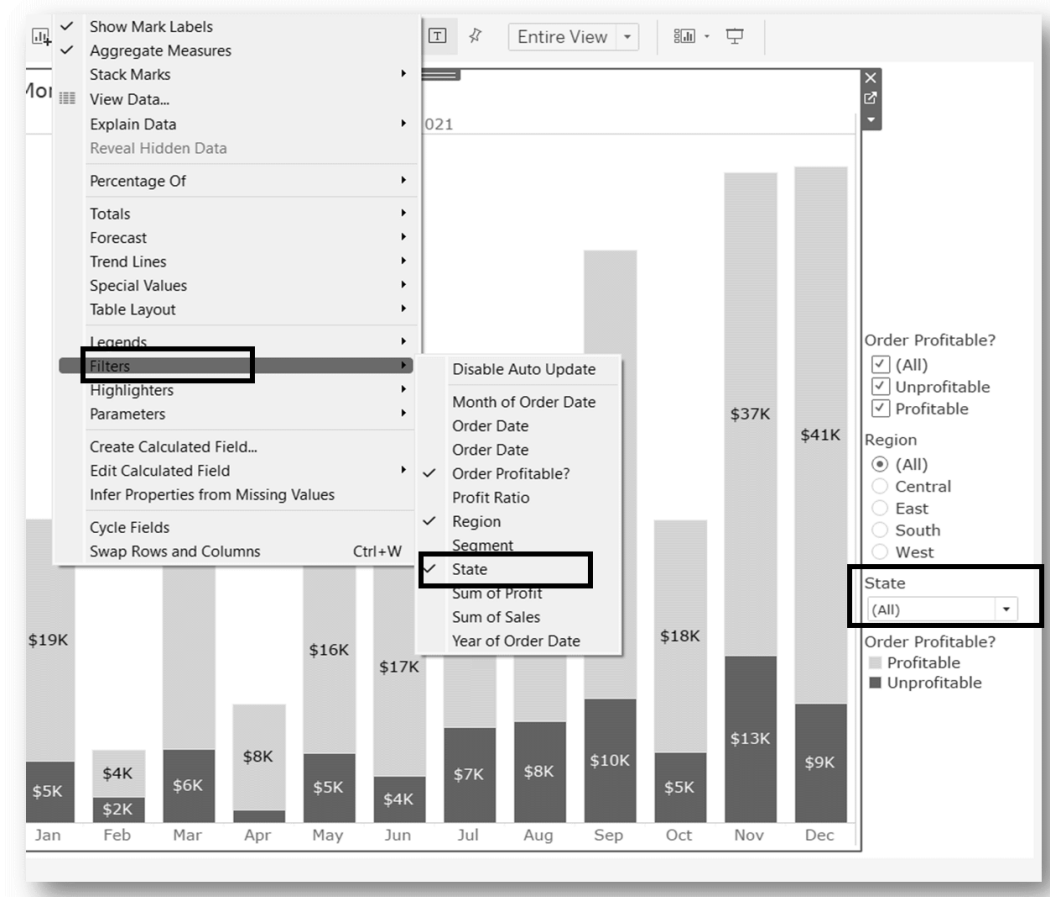 Entire View
Mon
021
Show Mark Labels
Aggregate Measures
Stack Marks
View Data...
Explain Data
Reveal Hidden Data
Percentage Of
Totals
Forecast
Trend Lines
Special Values
Table Layout
Legends
Filters
Highlighters
Parameters
Create Calculated Field...
Edit Calculated Field
Infer Properties from Missing Values
Cycle Fields
Swap Rows and Columns Ctrl+W
Disable Auto Update
Month of Order Date
Order Date
Order Date
Order Profitable?
Profit Ratio
Region
Segment
State
Sum of Profit
Sum of Sales
Year of Order Date
Order Profitable?
(All)
Unprofitable
Profitable
Region
(All)
Central
East
South
West
State
(All)
Order Profitable?
Profitable
Unprofitable
$37K
$41K
$19K
$16K
$17K
$18K
$4K
$8K
$5K
$2K
$6K
$5K
$4K
$7K
$8K
$10K
$5K
$13K
$9K
Jan Feb Mar Apr May Jun Jul Aug Sep Oct Nov Dec